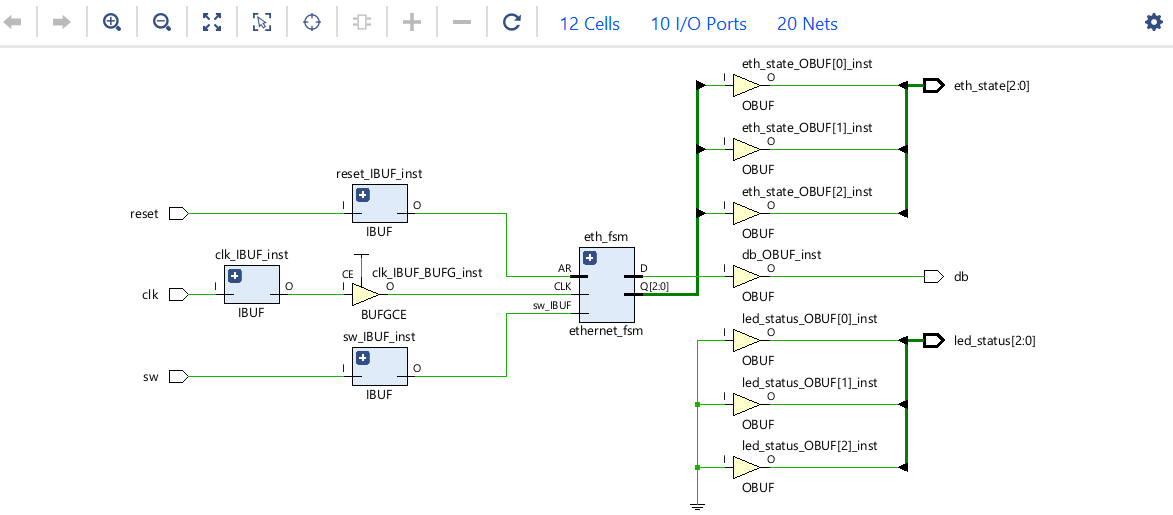 12 Cells 10 I/O Ports 20 Nets
eth_state_OBUF[0]_inst
I O
OBUF
eth_state[2:0]
eth_state_OBUF[1]_inst
I O
OBUF
eth_state_OBUF[2]_inst
I O
OBUF
reset_IBUF_inst
reset
I O
IBUF
clk_IBUF_inst
clk
I O
IBUF
clk_IBUF_BUFG_inst
CE
I O
BUFGCE
sw_IBUF_inst
sw
I O
IBUF
eth_fsm
AR D
CLK Q[2:0]
sw_IBUF
ethernet_fsm
db_OBUF_inst
I O
OBUF
db
led_status_OBUF[0]_inst
I O
OBUF
led_status[2:0]
led_status_OBUF[1]_inst
I O
OBUF
led_status_OBUF[2]_inst
I O
OBUF